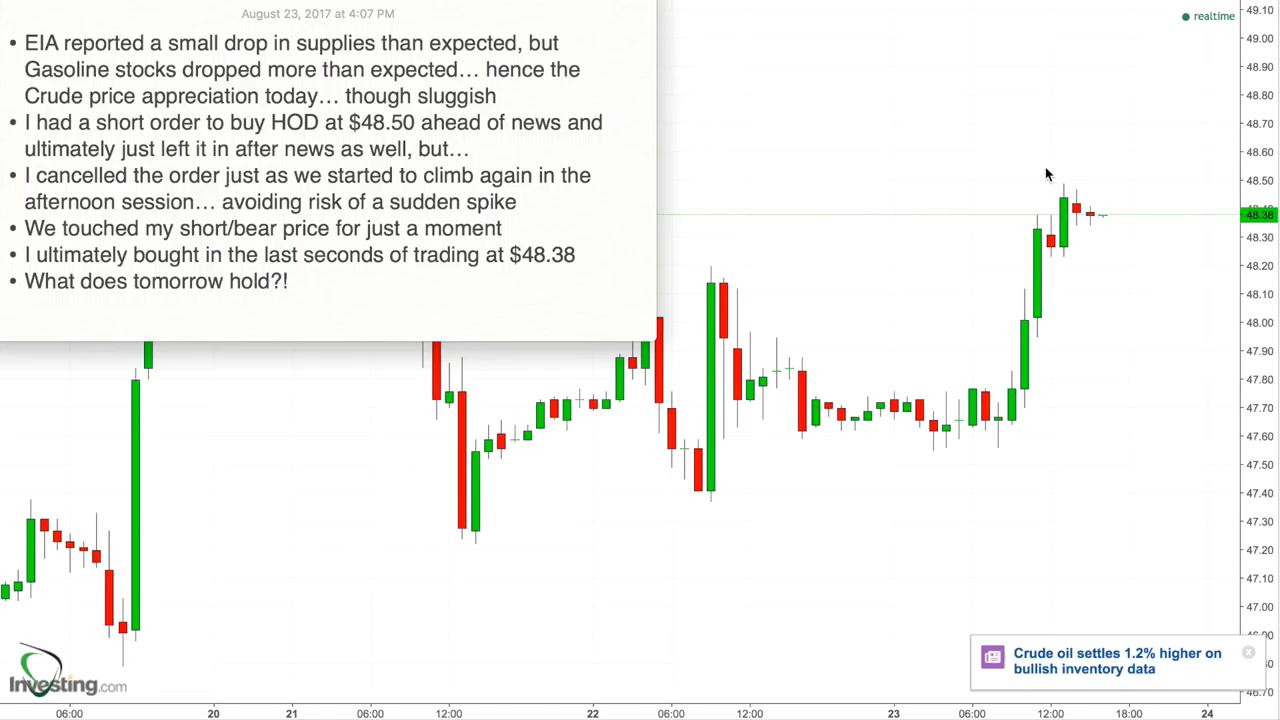 August 23, 2017 at 4:07 PM
• EIA reported a small drop in supplies than expected, but
Gasoline stocks dropped more than expected… hence the
Crude price appreciation today… though sluggish
• I had a short order to buy HOD at $48.50 ahead of news and
ultimately just left it in after news as well, but…
• I cancelled the order just as we started to climb again in the
afternoon session… avoiding risk of a sudden spike
• We touched my short/bear price for just a moment
• I ultimately bought in the last seconds of trading at $48.38
• What does tomorrow hold?!
realtime
49.10
49.00
48.90
48.80
48.70
48.60
48.50
48.38
48.30
48.20
48.10
48.00
47.90
47.80
47.70
47.60
47.50
47.40
47.30
47.20
47.10
47.00
46.70
Crude oil settles 1.2% higher on
bullish inventory data
Investing.com
06:00 20 21 06:00 12:00 22 06:00 12:00 23 06:00 12:00 18:00 24